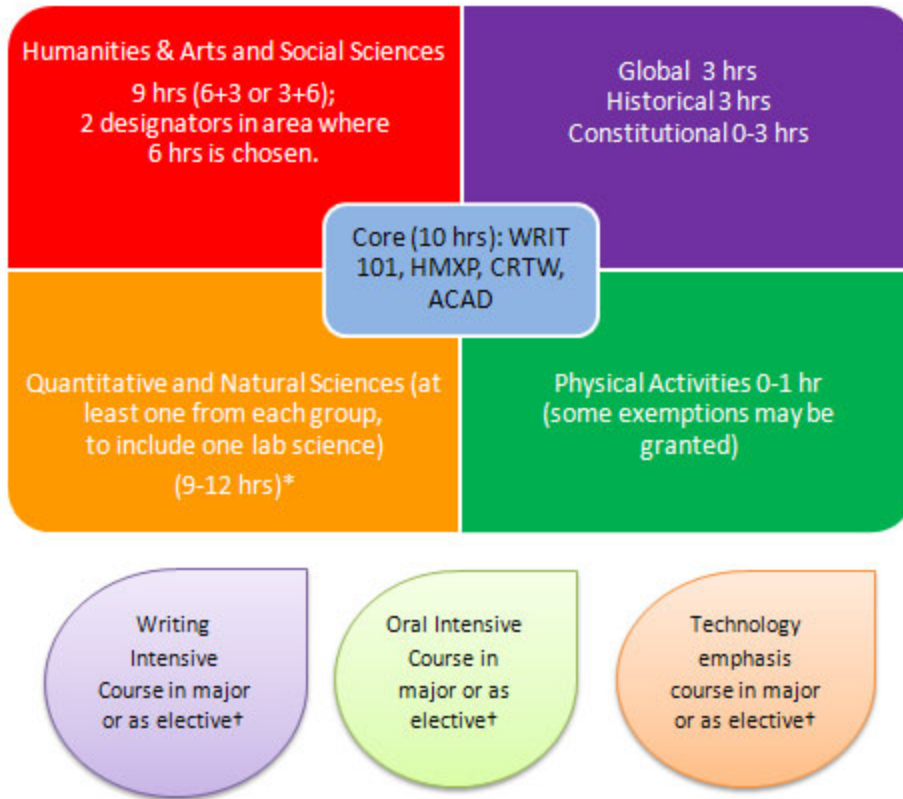 Humanities & Arts and Social Sciences
9 hrs (6+3 or 3+6);
2 designators in area where
6 hrs is chosen.
Global 3 hrs
Historical 3 hrs
Constitutional 0-3 hrs
Core (10 hrs): WRIT
101, HMXP, CRTW,
ACAD
Quantitative and Natural Sciences (at
least one from each group,
to include one lab science)
(9-12 hrs)*
Physical Activities 0-1 hr
(some exemptions may be
granted)
Writing
Intensive
Course in major
or as elective†
Oral Intensive
Course in
major or as
elective†
Technology
emphasis
course in major
or as elective†